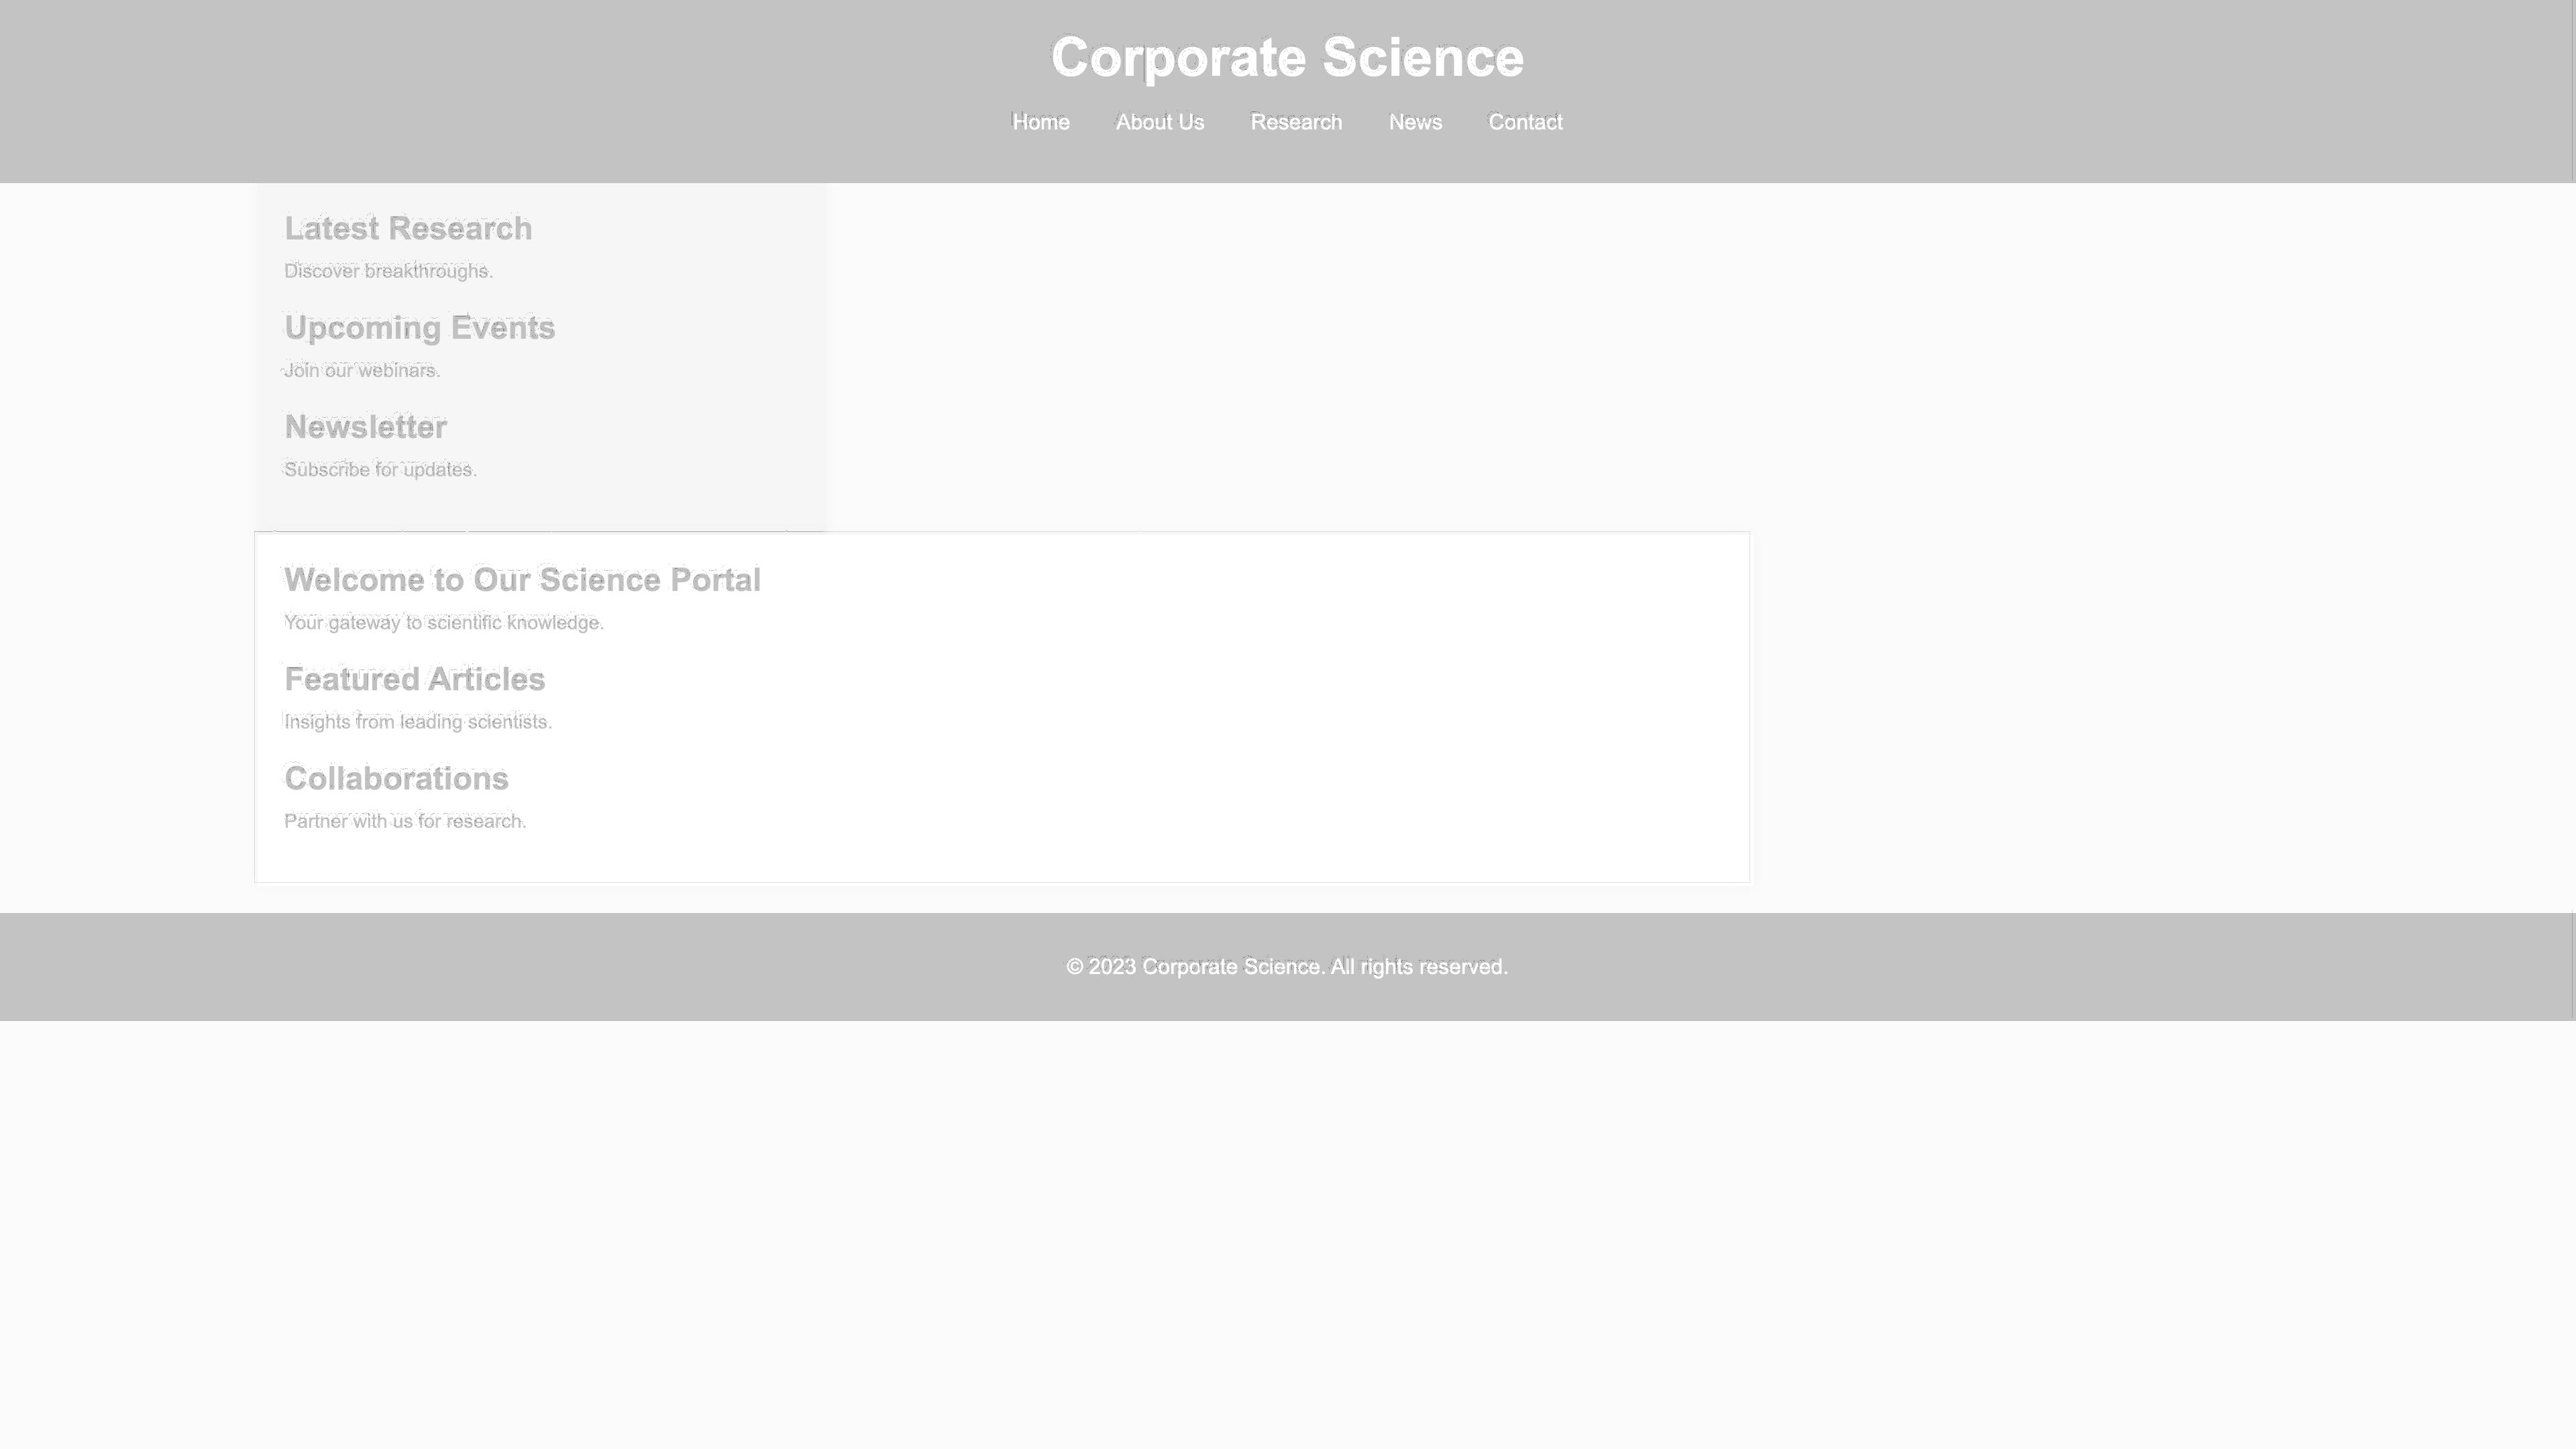 Corporate Science
Home About Us Research News Contact
Latest Research
Discover breakthroughs.
Upcoming Events
Join our webinars.
Newsletter
Subscribe for updates.
Welcome to Our Science Portal
Your gateway to scientific knowledge.
Featured Articles
Insights from leading scientists.
Collaborations
Partner with us for research.
© 2023 Corporate Science. All rights reserved.